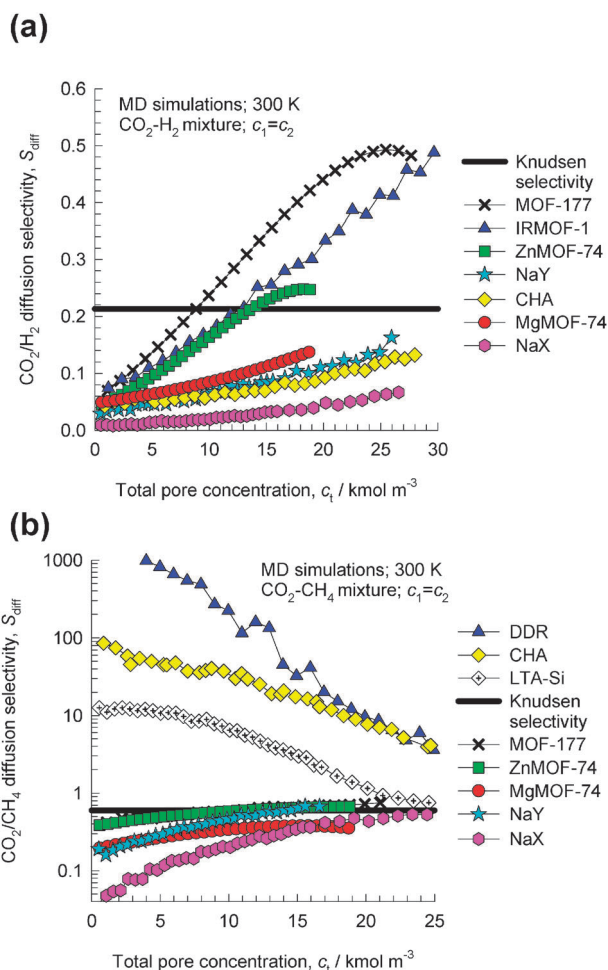 (a)
0.6
0.5
0.4
0.3
0.2
0.1
0.0
CO2/H2 diffusion selectivity, Sdiff
MD simulations; 300 K
CO2-H2 mixture; c1=c2
0 5 10 15 20 25 30
Total pore concentration, ct / kmol m-3
Knudsen
selectivity
MOF-177
IRMOF-1
ZnMOF-74
NaY
CHA
MgMOF-74
NaX
(b)
1000
100
10
1
0.1
CO2/CH4 diffusion selectivity, Sdiff
MD simulations; 300 K
CO2-CH4 mixture; c1=c2
0 5 10 15 20 25
Total pore concentration, ct / kmol m-3
DDR
CHA
LTA-Si
Knudsen
selectivity
MOF-177
ZnMOF-74
MgMOF-74
NaY
NaX